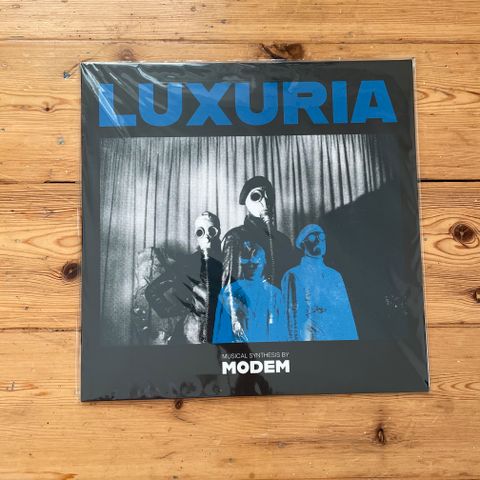 LUXURIA
MUSICAL SYNTHESIS BY
MODEM